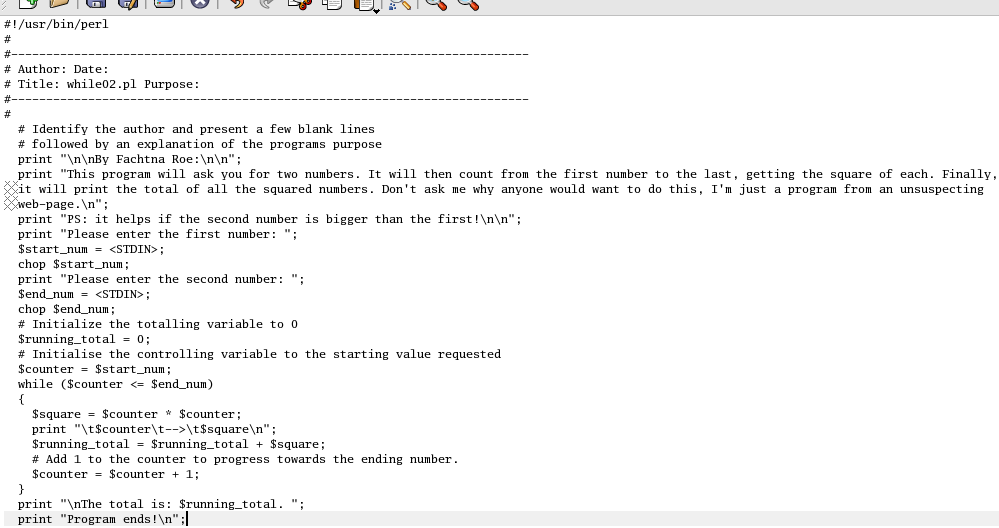 #!/usr/bin/perl
#
#--------------------------------------------------------------------------
# Author: Date:
# Title: while02.pl Purpose:
#--------------------------------------------------------------------------
#
# Identify the author and present a few blank lines
# followed by an explanation of the programs purpose
print "\n\nBy Fachtna Roe:\n\n";
print "This program will ask you for two numbers. It will then count from the first number to the last, getting the square of each. Finally,
it will print the total of all the squared numbers. Don't ask me why anyone would want to do this, I'm just a program from an unsuspecting
web-page.\n";
print "PS: it helps if the second number is bigger than the first!\n\n";
print "Please enter the first number: ";
$start_num = <STDIN>;
chop $start_num;
print "Please enter the second number: ";
$end_num = <STDIN>;
chop $end_num;
# Initialize the totalling variable to 0
$running_total = 0;
# Initialise the controlling variable to the starting value requested
$counter = $start_num;
while ($counter <= $end_num)
{
$square = $counter * $counter;
print "\t$counter\t-->\t$square\n";
$running_total = $running_total + $square;
# Add 1 to the counter to progress towards the ending number.
$counter = $counter + 1;
}
print "\nThe total is: $running_total. ";
print "Program ends!\n";